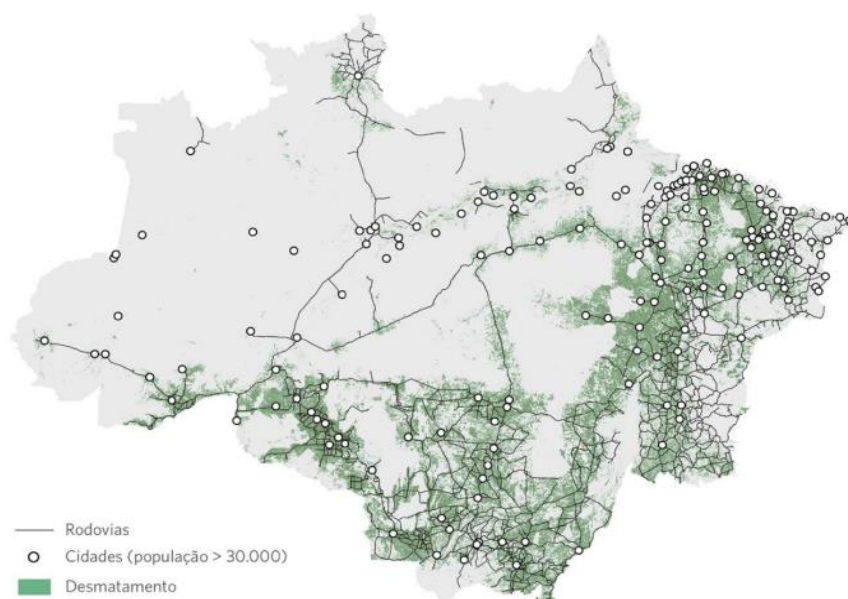 Rodovias
Cidades (população > 30.000)
Desmatamento